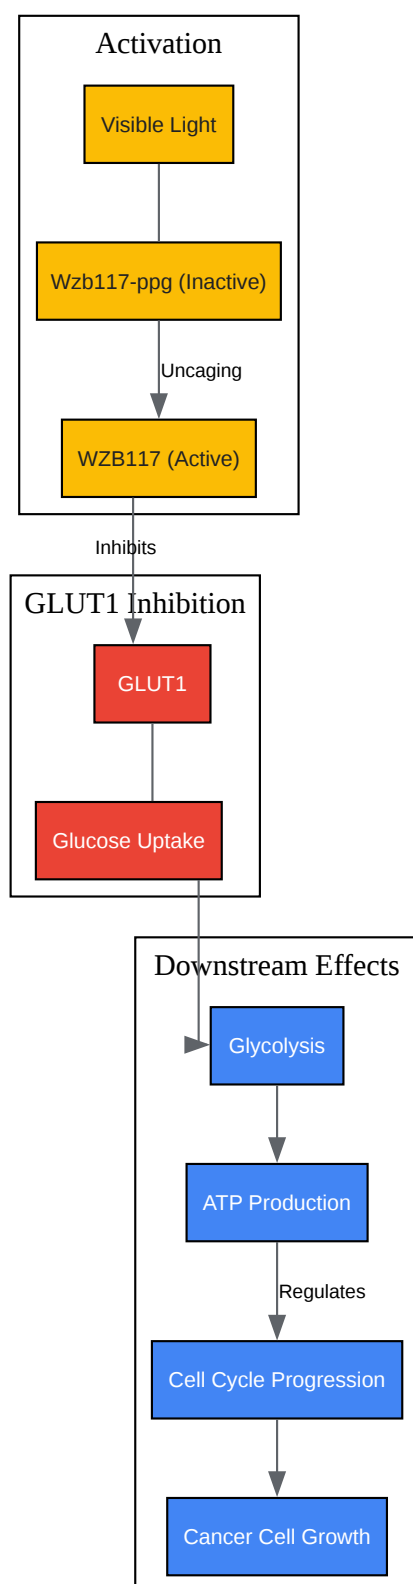 Activation
Visible Light
Wzb117-ppg (Inactive)
Uncaging
WZB117 (Active)
Inhibits
GLUT1 Inhibition
GLUT1
Glucose Uptake
Downstream Effects
Glycolysis
ATP Production
Regulates
Cell Cycle Progression
Cancer Cell Growth